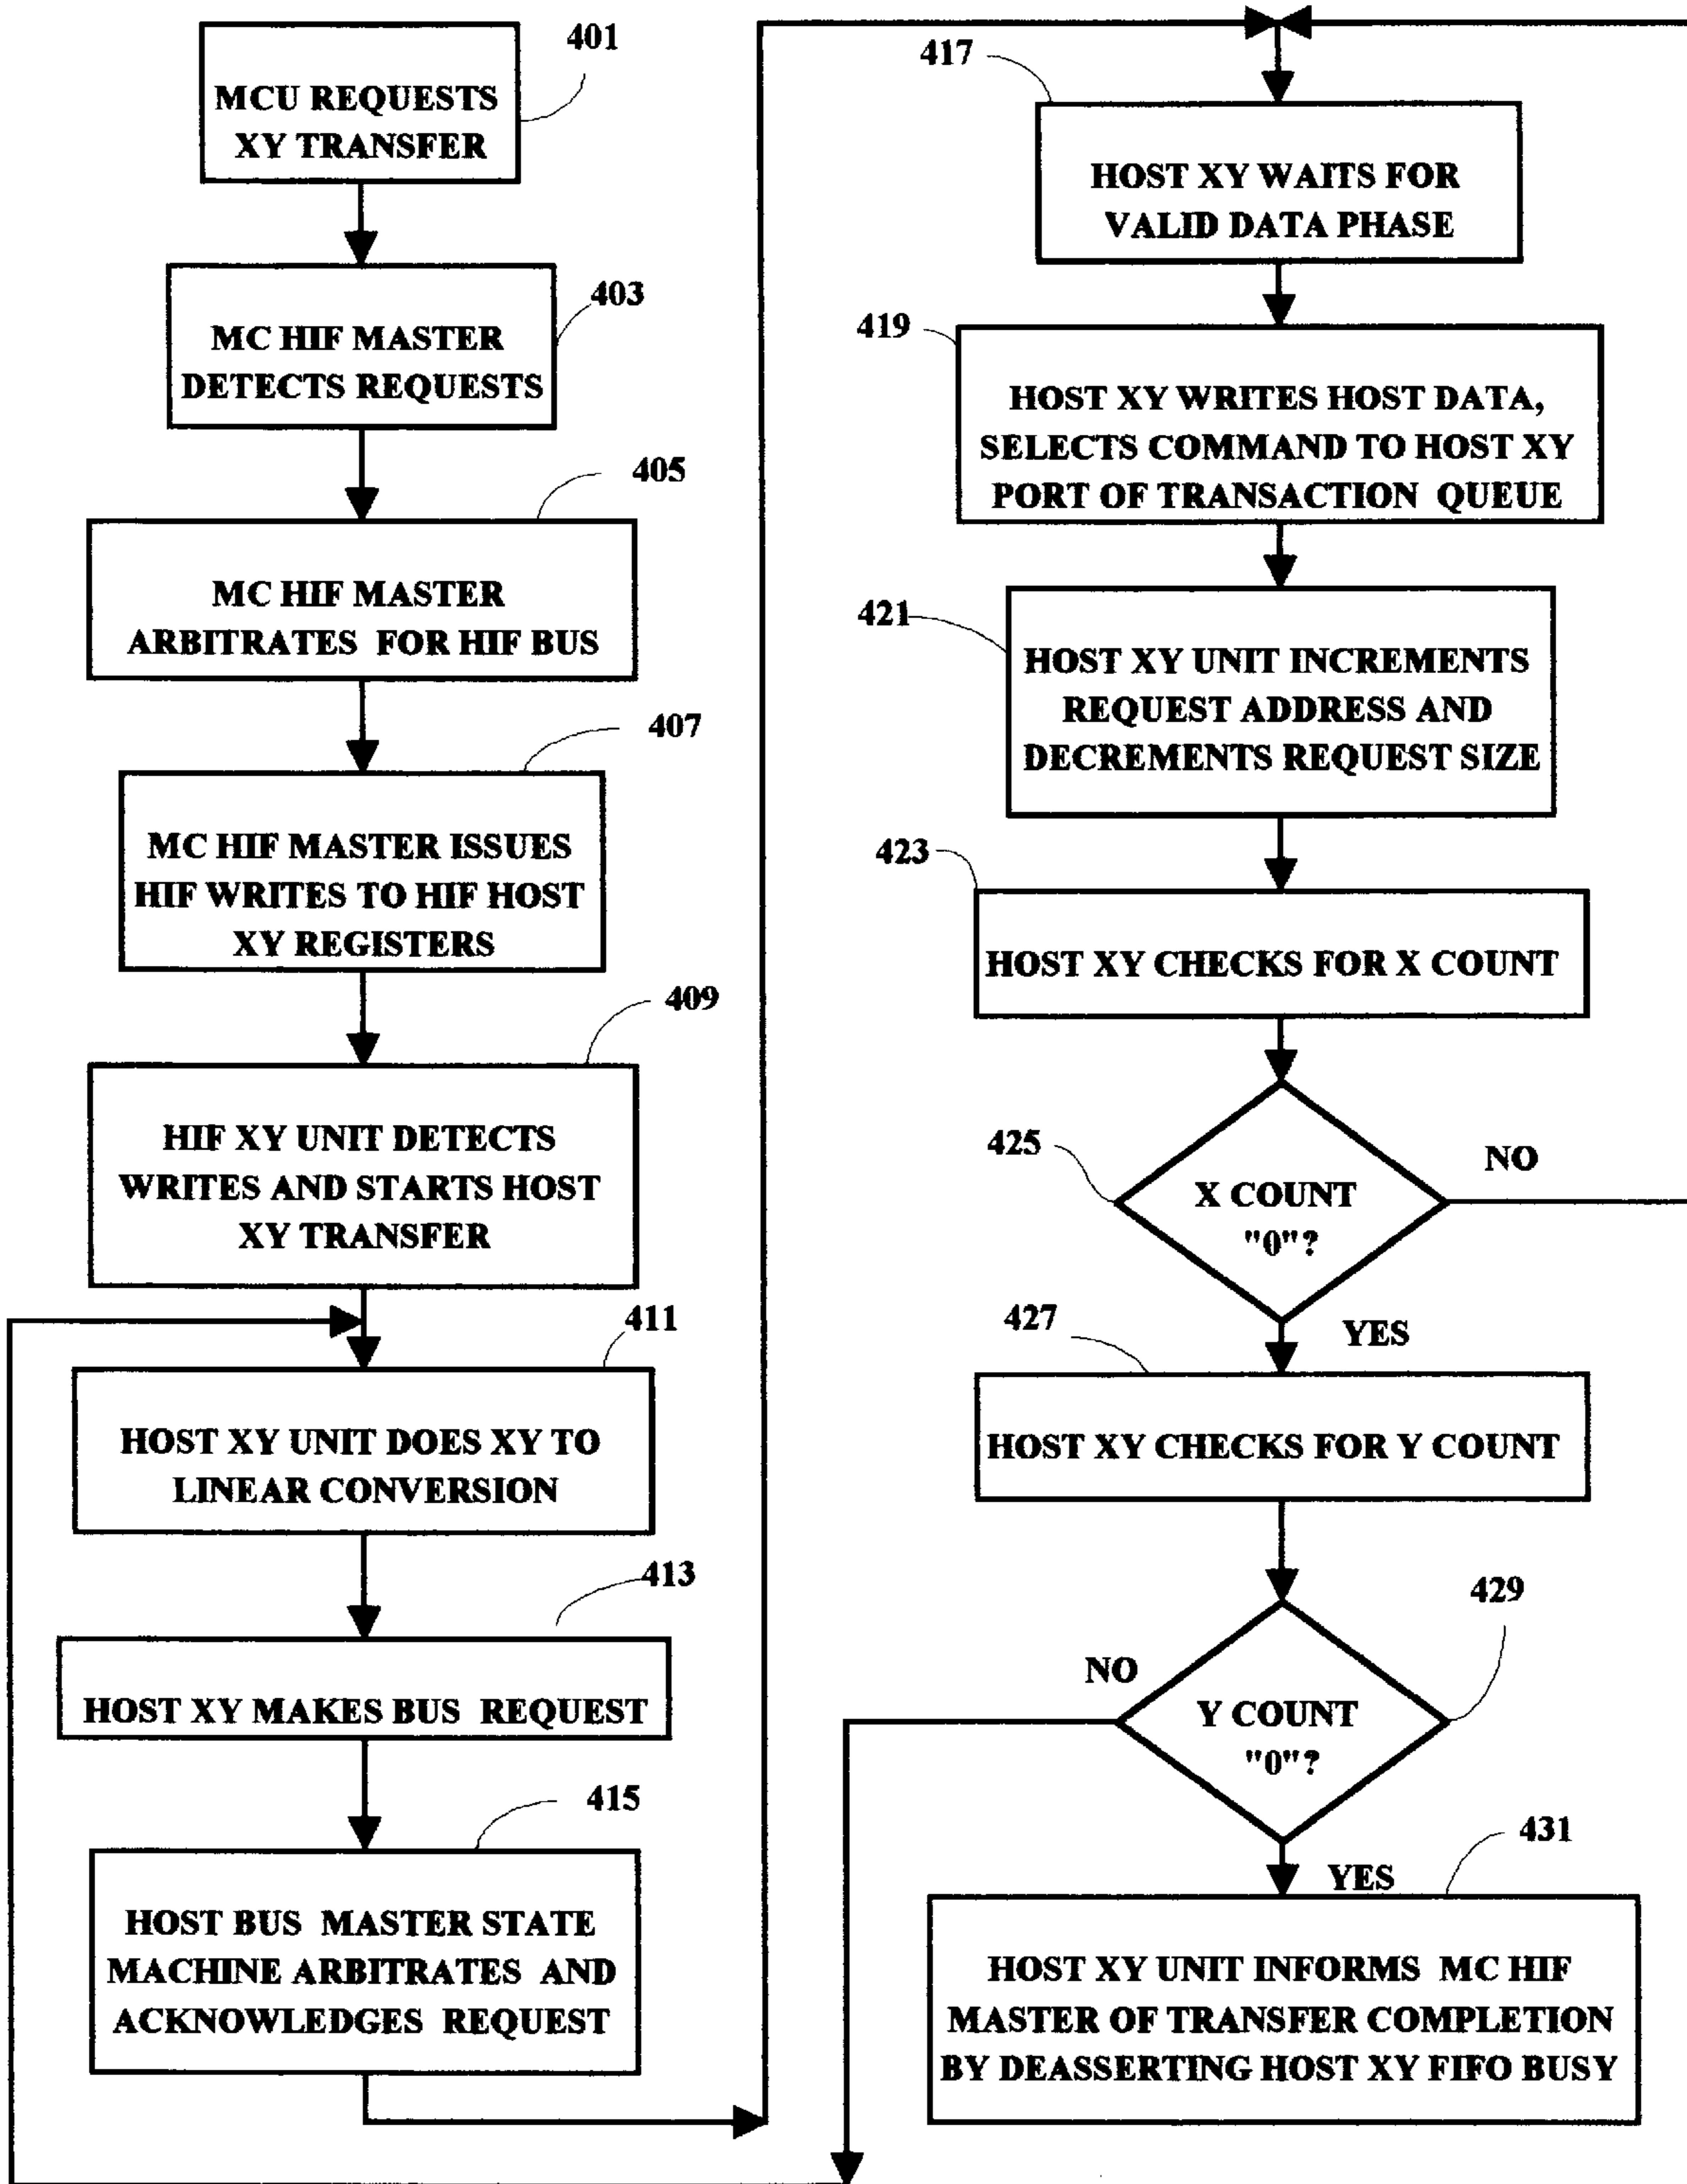 401
MCU REQUESTS
XY TRANSFER
403
MC HIF MASTER
DETECTS REQUESTS
405
MC HIF MASTER
ARBITRATES FOR HIF BUS
407
MC HIF MASTER ISSUES
HIF WRITES TO HIF HOST
XY REGISTERS
409
HIF XY UNIT DETECTS
WRITES AND STARTS HOST
XY TRANSFER
411
HOST XY UNIT DOES XY TO
LINEAR CONVERSION
413
HOST XY MAKES BUS REQUEST
415
HOST BUS MASTER STATE
MACHINE ARBITRATES AND
ACKNOWLEDGES REQUEST
417
HOST XY WAITS FOR
VALID DATA PHASE
419
HOST XY WRITES HOST DATA,
SELECTS COMMAND TO HOST XY
PORT OF TRANSACTION QUEUE
421
HOST XY UNIT INCREMENTS
REQUEST ADDRESS AND
DECREMENTS REQUEST SIZE
423
HOST XY CHECKS FOR X COUNT
425
X COUNT
"0"?
NO
YES
427
HOST XY CHECKS FOR Y COUNT
429
NO
Y COUNT
"0"?
YES
431
HOST XY UNIT INFORMS MC HIF
MASTER OF TRANSFER COMPLETION
BY DEASSERTING HOST XY FIFO BUSY